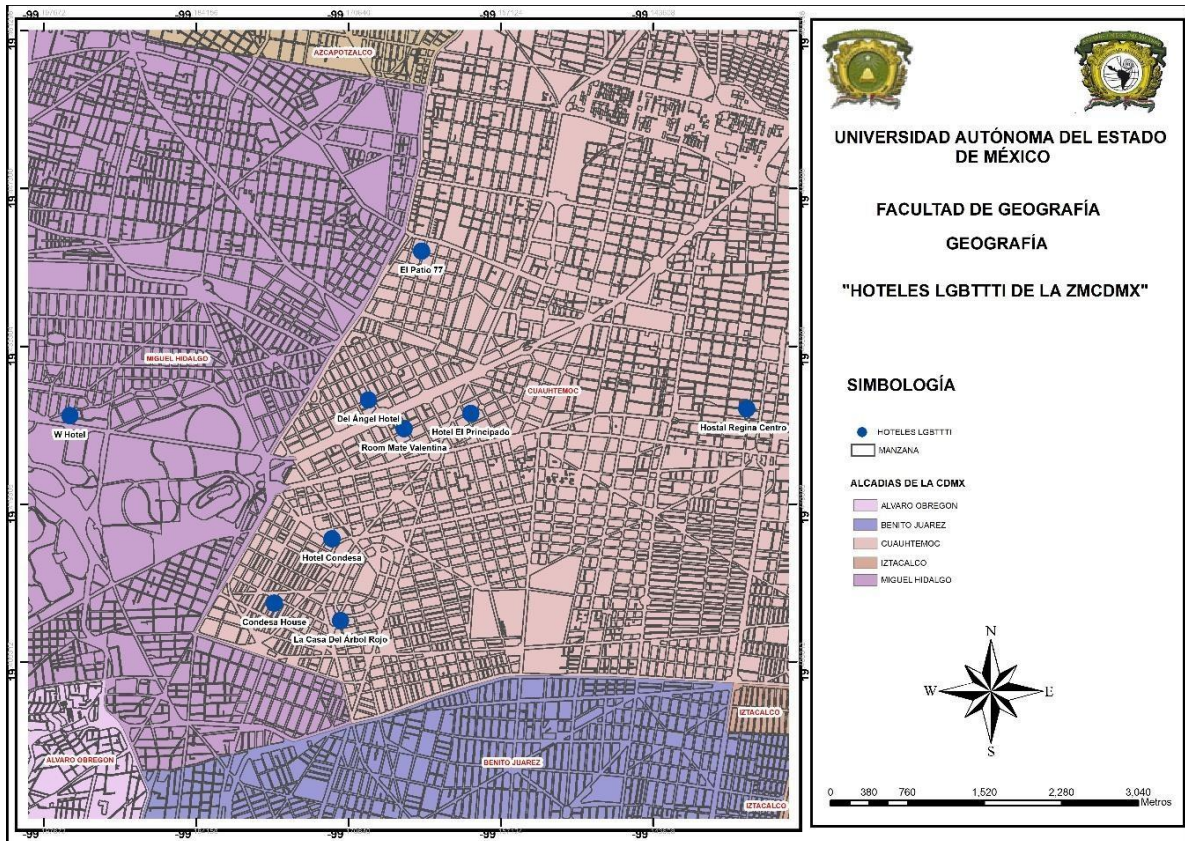 AZCAPOTZALCO
El Patio 77
MIGUEL HIDALGO
CUAUHTEMOC
Del Ángel Hotel
W Hotel
Hotel El Principado
Hostal Regina Centro
Room Mate Valentina
Hotel Condesa
Condesa House
La Casa Del Árbol Rojo
IZTACALCO
ALVARO OBREGON
BENITO JUAREZ
IZTACALCO
UNIVERSIDAD AUTÓNOMA DEL ESTADO
DE MÉXICO
FACULTAD DE GEOGRAFÍA
GEOGRAFÍA
"HOTELES LGBTTTI DE LA ZMCDMX"
SIMBOLOGÍA
HOTELES LGBTTTI
MANZANA
ALCADIAS DE LA CDMX
ALVARO OBREGON
BENITO JUAREZ
CUAUHTEMOC
IZTACALCO
MIGUEL HIDALGO
N
W E
S
0 380 760 1,520 2,280 3,040
Metros